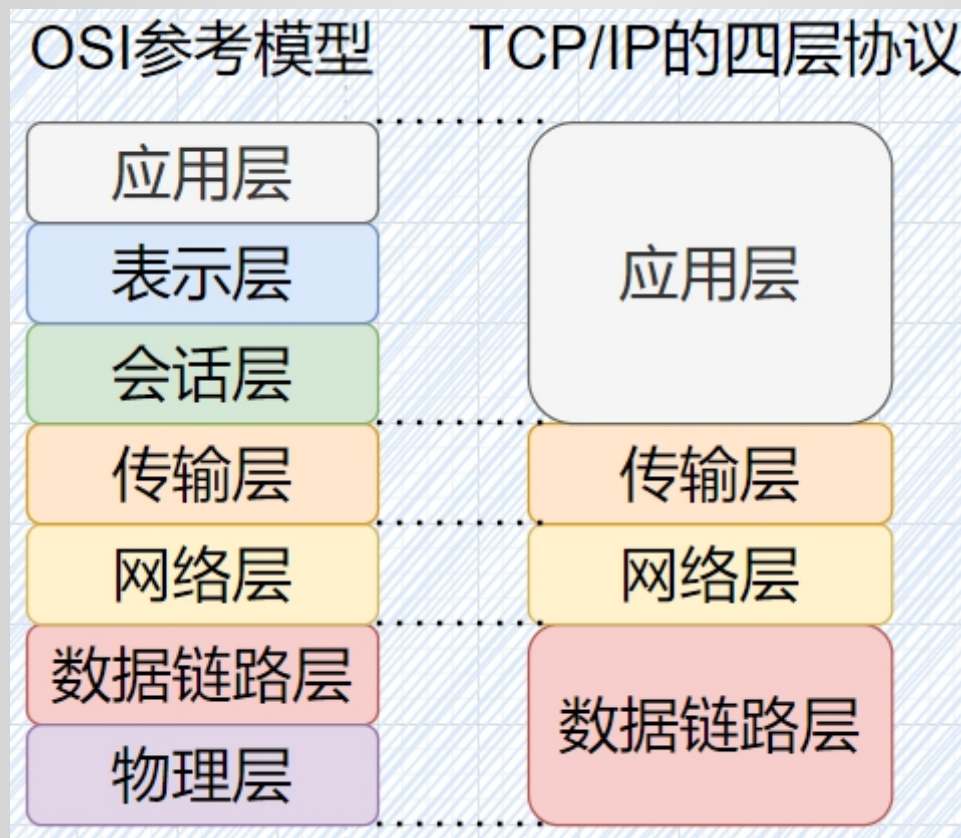 OSI参考模型
TCP/IP的四层协议
应用层
表示层
会话层
传输层
网络层
数据链路层
物理层
应用层
传输层
网络层
数据链路层